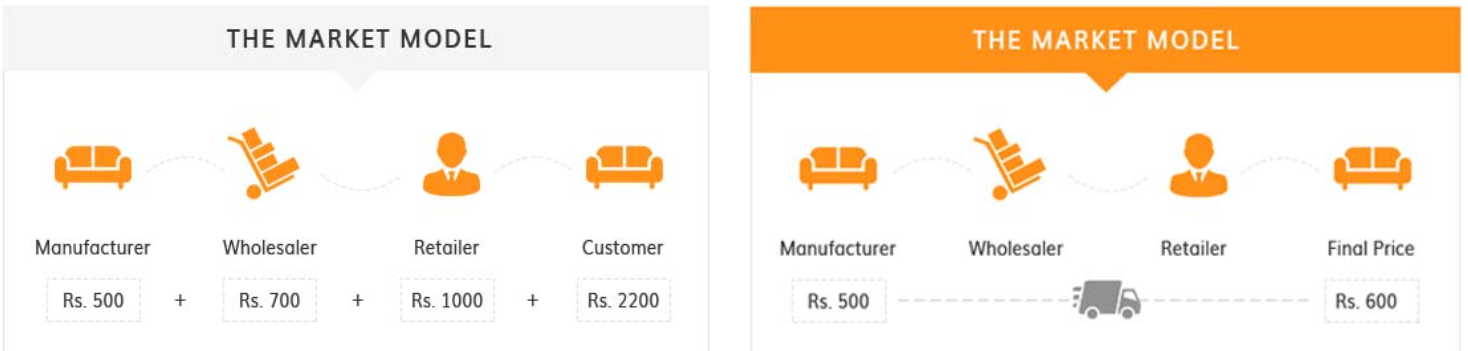 THE MARKET MODEL
Manufacturer Wholesaler Retailer Customer
Rs. 500 + Rs. 700 + Rs. 1000 + Rs. 2200
THE MARKET MODEL
Manufacturer Wholesaler Retailer Final Price
Rs. 500 Rs. 600